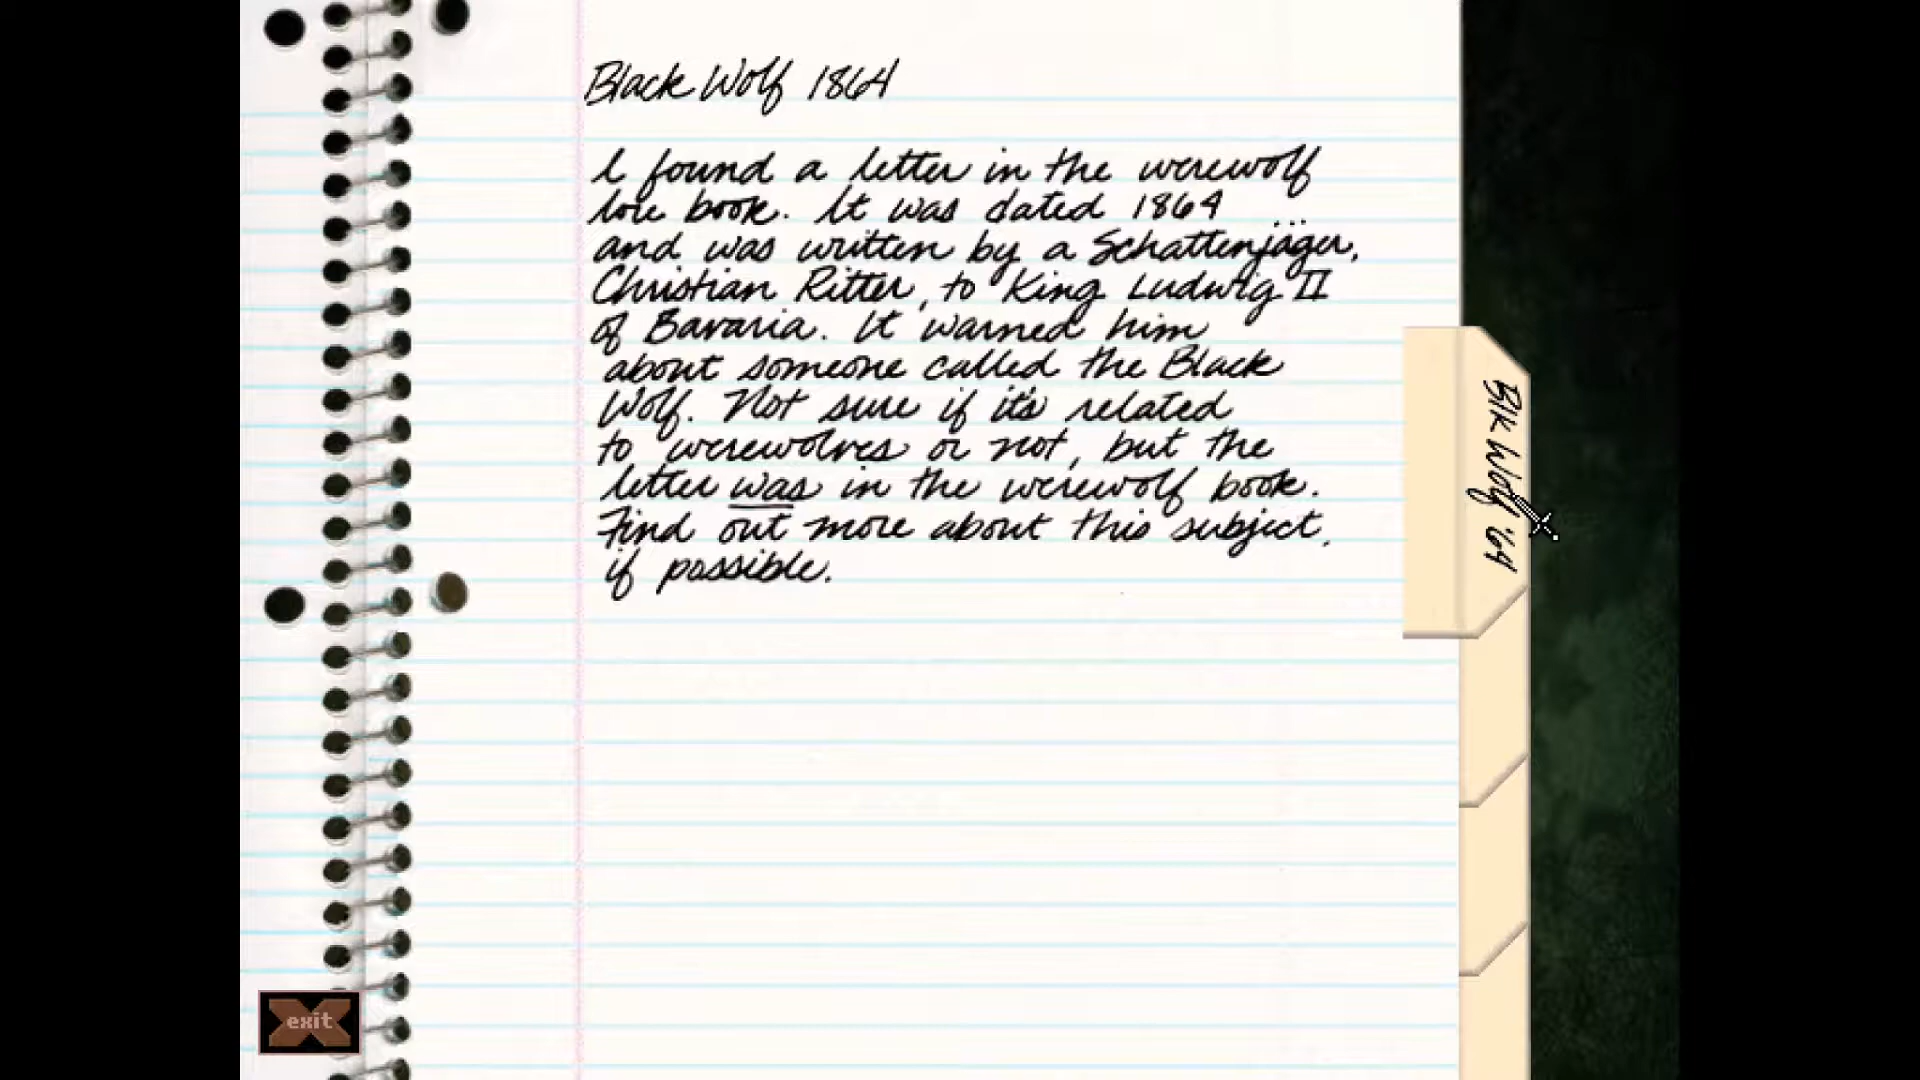 Black Wolf 1864
I found a letter in the werewolf
lore book. It was dated 1864
and was written by a Schattenjäger,
Christian Ritter, to King Ludwig II
of Bavaria. It warned him
about someone called the Black
Wolf. Not sure if it's related
to werewolves or not, but the
letter was in the werewolf book.
Find out more about this subject,
if possible.
Blk Wolf '64
exit